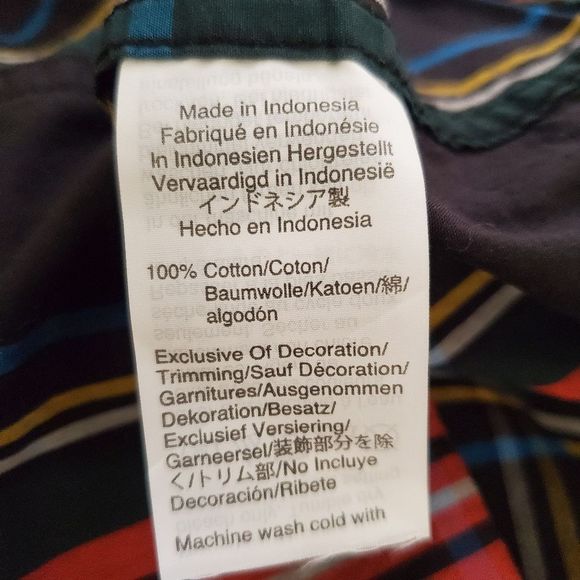 Made in Indonesia
Fabriqué en Indonésie
In Indonesien Hergestellt
Vervaardigd in Indonesië
インドネシア製
Hecho en Indonesia
100% Cotton/Coton/
Baumwolle/Katoen/綿/
algodón
Exclusive Of Decoration/
Trimming/Sauf Décoration/
Garnitures/Ausgenommen
Dekoration/Besatz/
Exclusief Versiering/
Garneersel/装飾部分を除
く/トリム部/No Incluye
Decoración/Ribete
Machine wash cold with